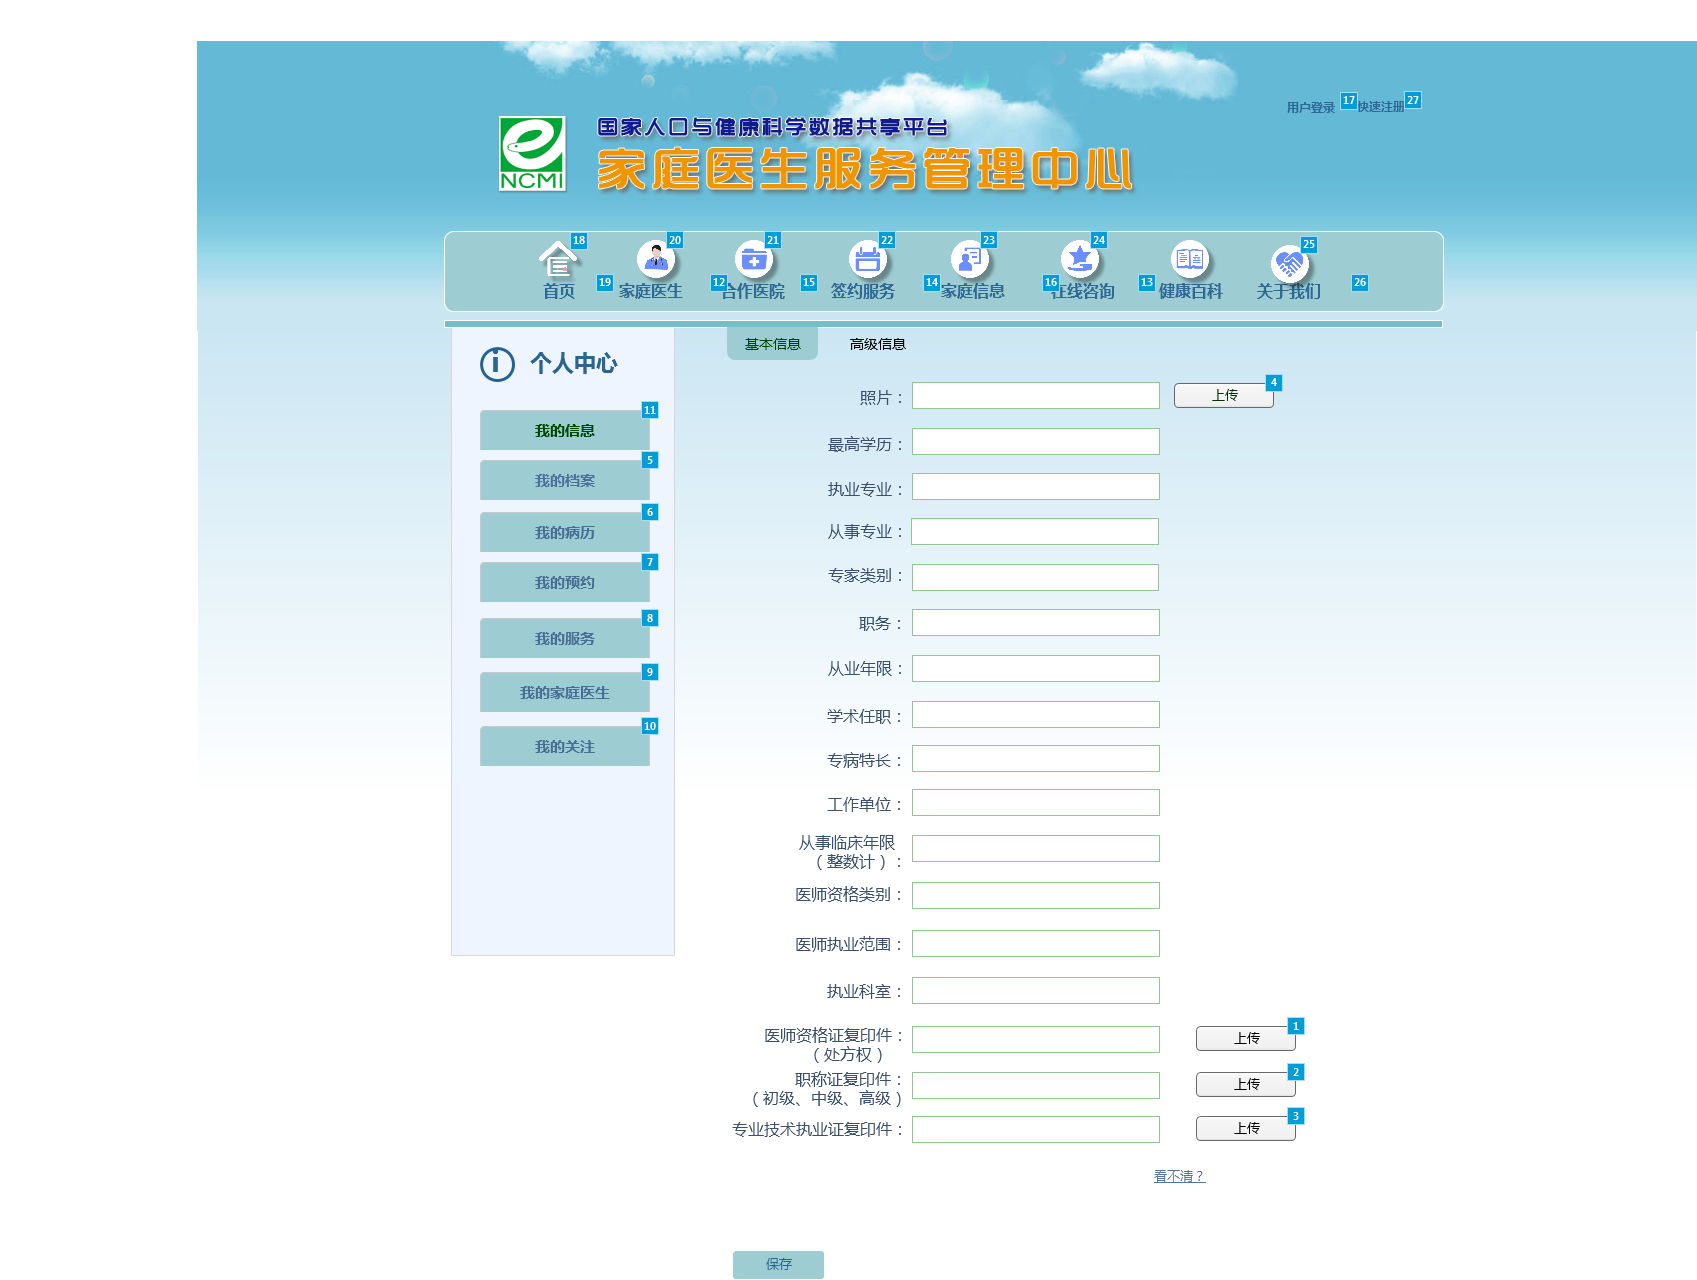 用户登录 17 快速注册 27
NCMI
国家人口与健康科学数据共享平台
家庭医生服务管理中心
18 20 21 22 23 24 25
首页 19 家庭医生 12 合作医院 15 签约服务 14 家庭信息 16 在线咨询 13 健康百科 关于我们 26
个人中心
我的信息 11
我的档案 5
我的病历 6
我的预约 7
我的服务 8
我的家庭医生 9
我的关注 10
基本信息 高级信息
照片： 上传 4
最高学历：
执业专业：
从事专业：
专家类别：
职务：
从业年限：
学术任职：
专病特长：
工作单位：
从事临床年限
（整数计）：
医师资格类别：
医师执业范围：
执业科室：
医师资格证复印件： 上传 1
（处方权）
职称证复印件： 上传 2
（初级、中级、高级）
专业技术执业证复印件： 上传 3
看不清？
保存